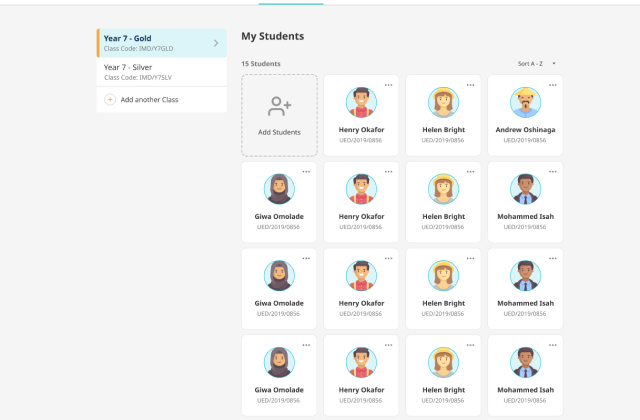 Year 7 - Gold
Class Code: IMD/Y7GLD
Year 7 - Silver
Class Code: IMD/Y7SLV
Add another Class
My Students
15 Students
Sort A - Z
Add Students
Henry Okafor
UED/2019/0856
Helen Bright
UED/2019/0856
Andrew Oshinaga
UED/2019/0856
Giwa Omolade
UED/2019/0856
Henry Okafor
UED/2019/0856
Helen Bright
UED/2019/0856
Mohammed Isah
UED/2019/0856
Giwa Omolade
UED/2019/0856
Henry Okafor
UED/2019/0856
Helen Bright
UED/2019/0856
Mohammed Isah
UED/2019/0856
Giwa Omolade
UED/2019/0856
Henry Okafor
UED/2019/0856
Helen Bright
UED/2019/0856
Mohammed Isah
UED/2019/0856